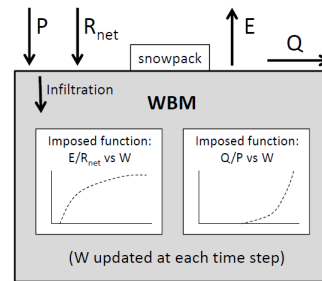 P
R_net
E
Q
snowpack
Infiltration
WBM
Imposed function:
E/R_net vs W
Imposed function:
Q/P vs W
(W updated at each time step)